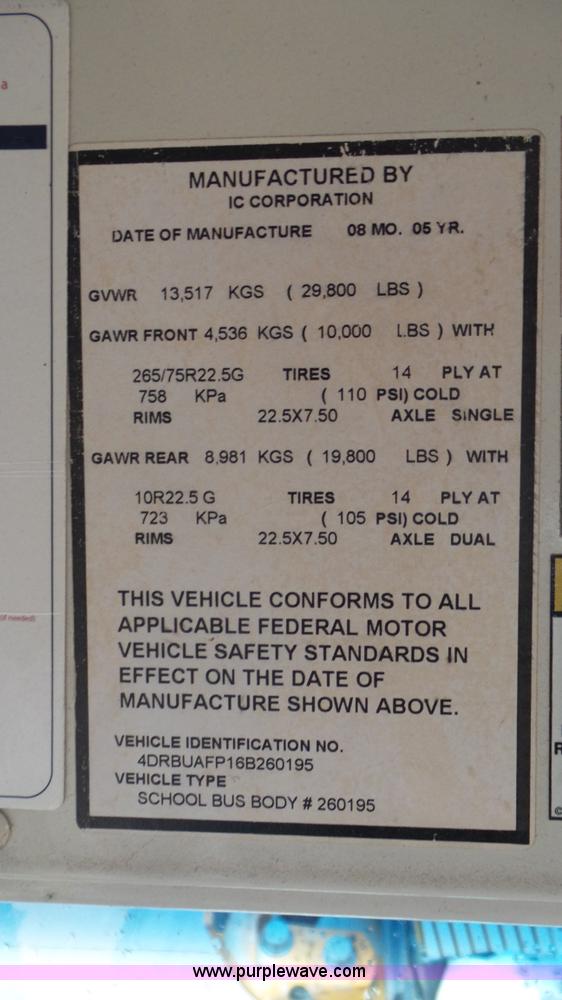 a
MANUFACTURED BY
IC CORPORATION
DATE OF MANUFACTURE 08 MO. 05 YR.
GVWR 13,517 KGS ( 29,800 LBS )
GAWR FRONT 4,536 KGS ( 10,000 LBS ) WITH
265/75R22.5G TIRES 14 PLY AT
758 KPa ( 110 PSI) COLD
RIMS 22.5X7.50 AXLE SINGLE
GAWR REAR 8,981 KGS ( 19,800 LBS ) WITH
10R22.5 G TIRES 14 PLY AT
723 KPa ( 105 PSI) COLD
RIMS 22.5X7.50 AXLE DUAL
(if needed)
THIS VEHICLE CONFORMS TO ALL
APPLICABLE FEDERAL MOTOR
VEHICLE SAFETY STANDARDS IN
EFFECT ON THE DATE OF
MANUFACTURE SHOWN ABOVE.
VEHICLE IDENTIFICATION NO.
4DRBUAFP16B260195
VEHICLE TYPE
SCHOOL BUS BODY # 260195
R
©
www.purplewave.com